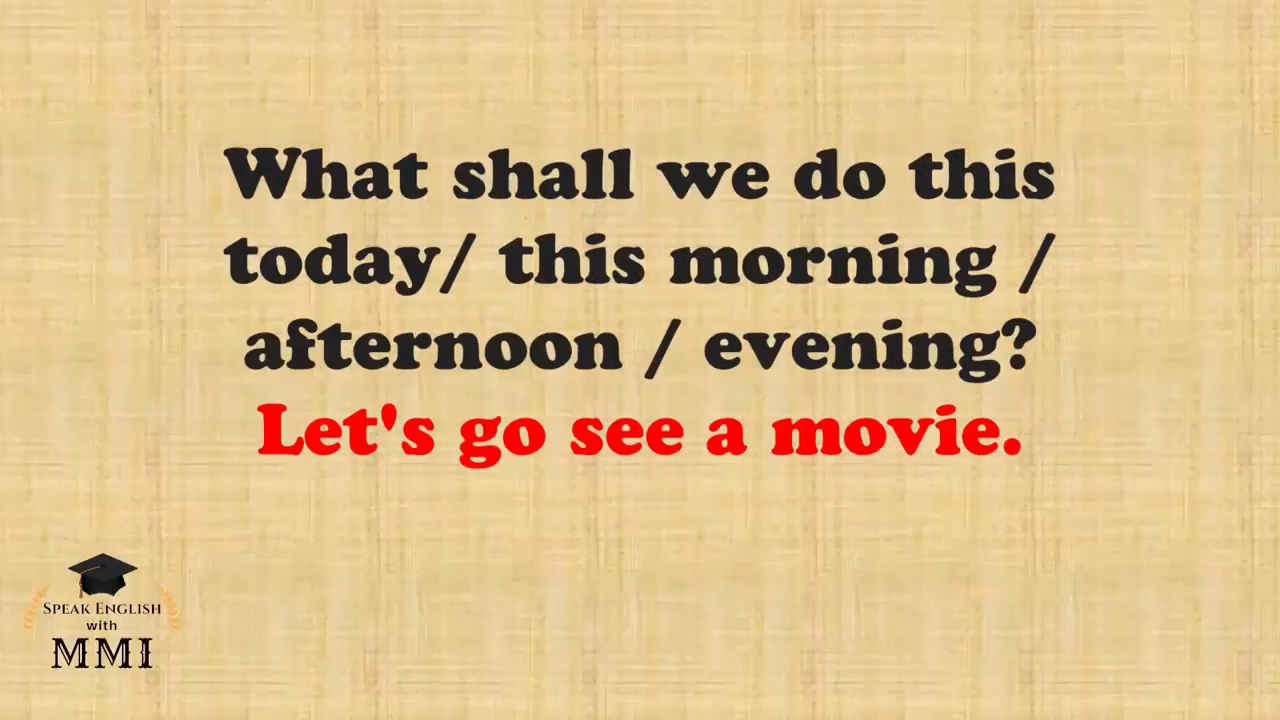 What shall we do this
today/ this morning /
afternoon / evening?
Let's go see a movie.
SPEAK ENGLISH
with
MMI